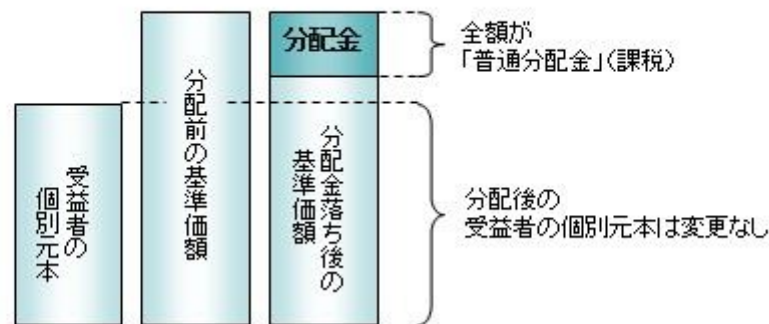 受益者の
個別元本
分配前の基準価額
分配金
分配金落ち後の
基準価額
全額が
「普通分配金」(課税)
分配後の
受益者の個別元本は変更なし